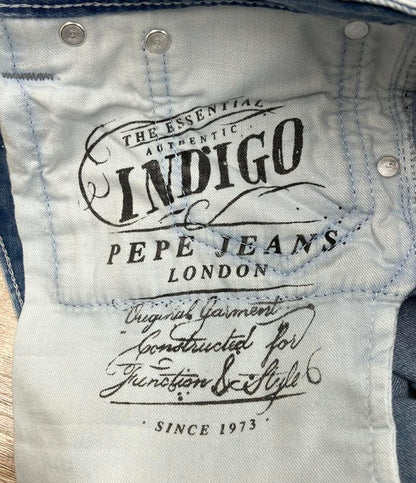 THE ESSENTIAL
AUTHENTIC
INDIGO
PEPE JEANS
LONDON
Original Garment
Constructed for
Function & Style
· SINCE 1973 ·